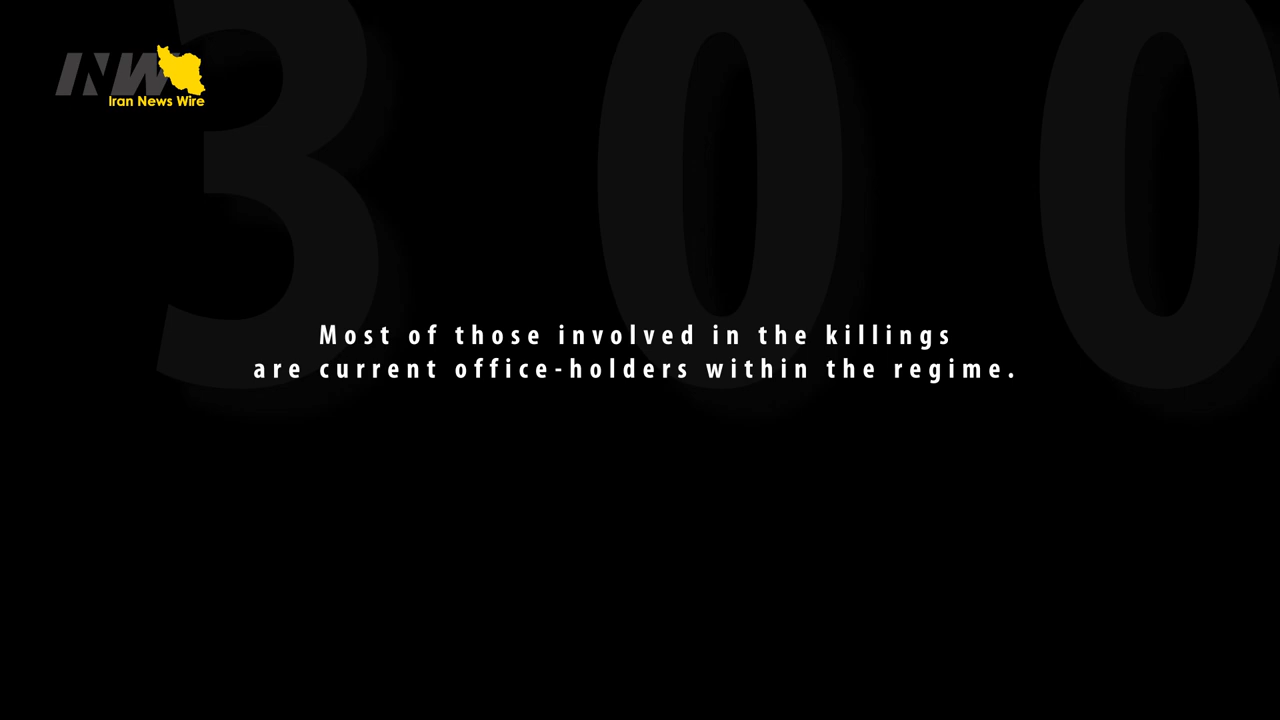 300
INW
Iran News Wire
Most of those involved in the killings
are current office-holders within the regime.